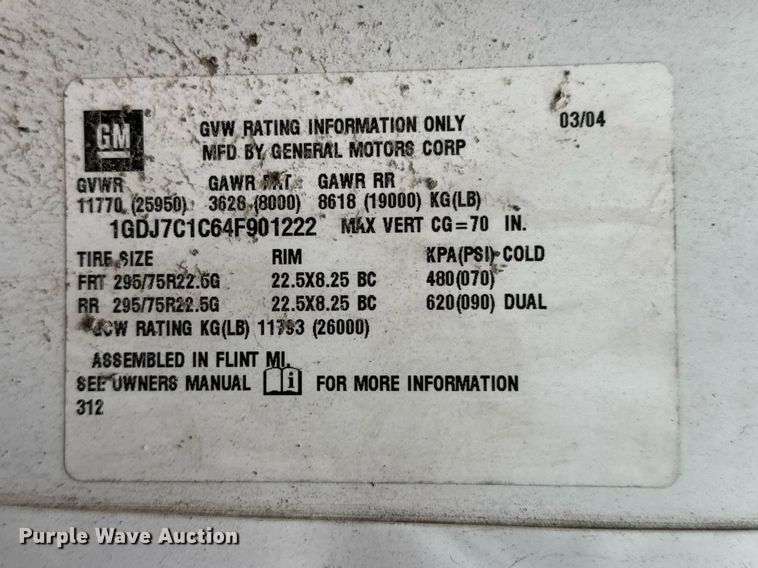 GM GVW RATING INFORMATION ONLY 03/04
MFD BY GENERAL MOTORS CORP
GVWR GAWR FRT GAWR RR
11770 (25950) 3628 (8000) 8618 (19000) KG(LB)
1GDJ7C1C64F901222 MAX VERT CG=70 IN.
TIRE SIZE RIM KPA(PSI) COLD
FRT 295/75R22.5G 22.5X8.25 BC 480(070)
RR 295/75R22.5G 22.5X8.25 BC 620(090) DUAL
GCW RATING KG(LB) 11793 (26000)
ASSEMBLED IN FLINT MI.
SEE OWNERS MANUAL FOR MORE INFORMATION
312
Purple Wave Auction